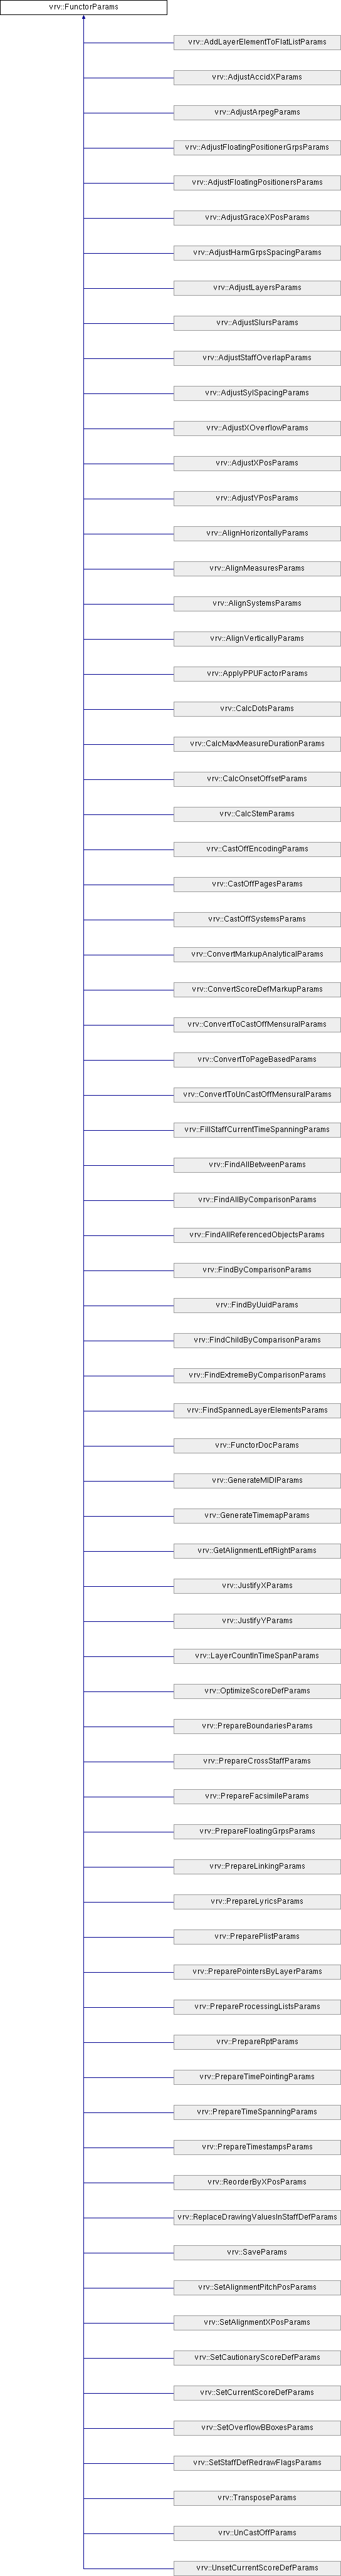 vrv::FunctorParams
vrv::AddLayerElementToFlatListParams
vrv::AdjustAccidXParams
vrv::AdjustArpegParams
vrv::AdjustFloatingPositionerGrpsParams
vrv::AdjustFloatingPositionersParams
vrv::AdjustGraceXPosParams
vrv::AdjustHarmGrpsSpacingParams
vrv::AdjustLayersParams
vrv::AdjustSlursParams
vrv::AdjustStaffOverlapParams
vrv::AdjustSylSpacingParams
vrv::AdjustXOverflowParams
vrv::AdjustXPosParams
vrv::AdjustYPosParams
vrv::AlignHorizontallyParams
vrv::AlignMeasuresParams
vrv::AlignSystemsParams
vrv::AlignVerticallyParams
vrv::ApplyPPUFactorParams
vrv::CalcDotsParams
vrv::CalcMaxMeasureDurationParams
vrv::CalcOnsetOffsetParams
vrv::CalcStemParams
vrv::CastOffEncodingParams
vrv::CastOffPagesParams
vrv::CastOffSystemsParams
vrv::ConvertMarkupAnalyticalParams
vrv::ConvertScoreDefMarkupParams
vrv::ConvertToCastOffMensuralParams
vrv::ConvertToPageBasedParams
vrv::ConvertToUnCastOffMensuralParams
vrv::FillStaffCurrentTimeSpanningParams
vrv::FindAllBetweenParams
vrv::FindAllByComparisonParams
vrv::FindAllReferencedObjectsParams
vrv::FindByComparisonParams
vrv::FindByUuidParams
vrv::FindChildByComparisonParams
vrv::FindExtremeByComparisonParams
vrv::FindSpannedLayerElementsParams
vrv::FunctorDocParams
vrv::GenerateMIDIParams
vrv::GenerateTimemapParams
vrv::GetAlignmentLeftRightParams
vrv::JustifyXParams
vrv::JustifyYParams
vrv::LayerCountInTimeSpanParams
vrv::OptimizeScoreDefParams
vrv::PrepareBoundariesParams
vrv::PrepareCrossStaffParams
vrv::PrepareFacsimileParams
vrv::PrepareFloatingGrpsParams
vrv::PrepareLinkingParams
vrv::PrepareLyricsParams
vrv::PreparePlistParams
vrv::PreparePointersByLayerParams
vrv::PrepareProcessingListsParams
vrv::PrepareRptParams
vrv::PrepareTimePointingParams
vrv::PrepareTimeSpanningParams
vrv::PrepareTimestampsParams
vrv::ReorderByXPosParams
vrv::ReplaceDrawingValuesInStaffDefParams
vrv::SaveParams
vrv::SetAlignmentPitchPosParams
vrv::SetAlignmentXPosParams
vrv::SetCautionaryScoreDefParams
vrv::SetCurrentScoreDefParams
vrv::SetOverflowBBoxesParams
vrv::SetStaffDefRedrawFlagsParams
vrv::TransposeParams
vrv::UnCastOffParams
vrv::UnsetCurrentScoreDefParams